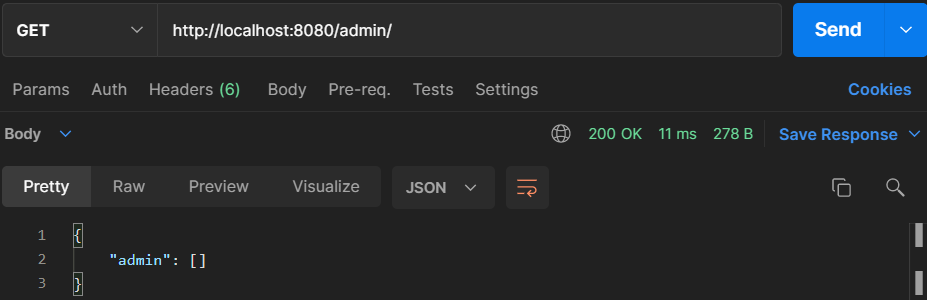 GET http://localhost:8080/admin/ Send
Params Auth Headers (6) Body Pre-req. Tests Settings Cookies
Body 200 OK 11 ms 278 B Save Response
Pretty Raw Preview Visualize JSON
1 {
2 "admin": []
3 }